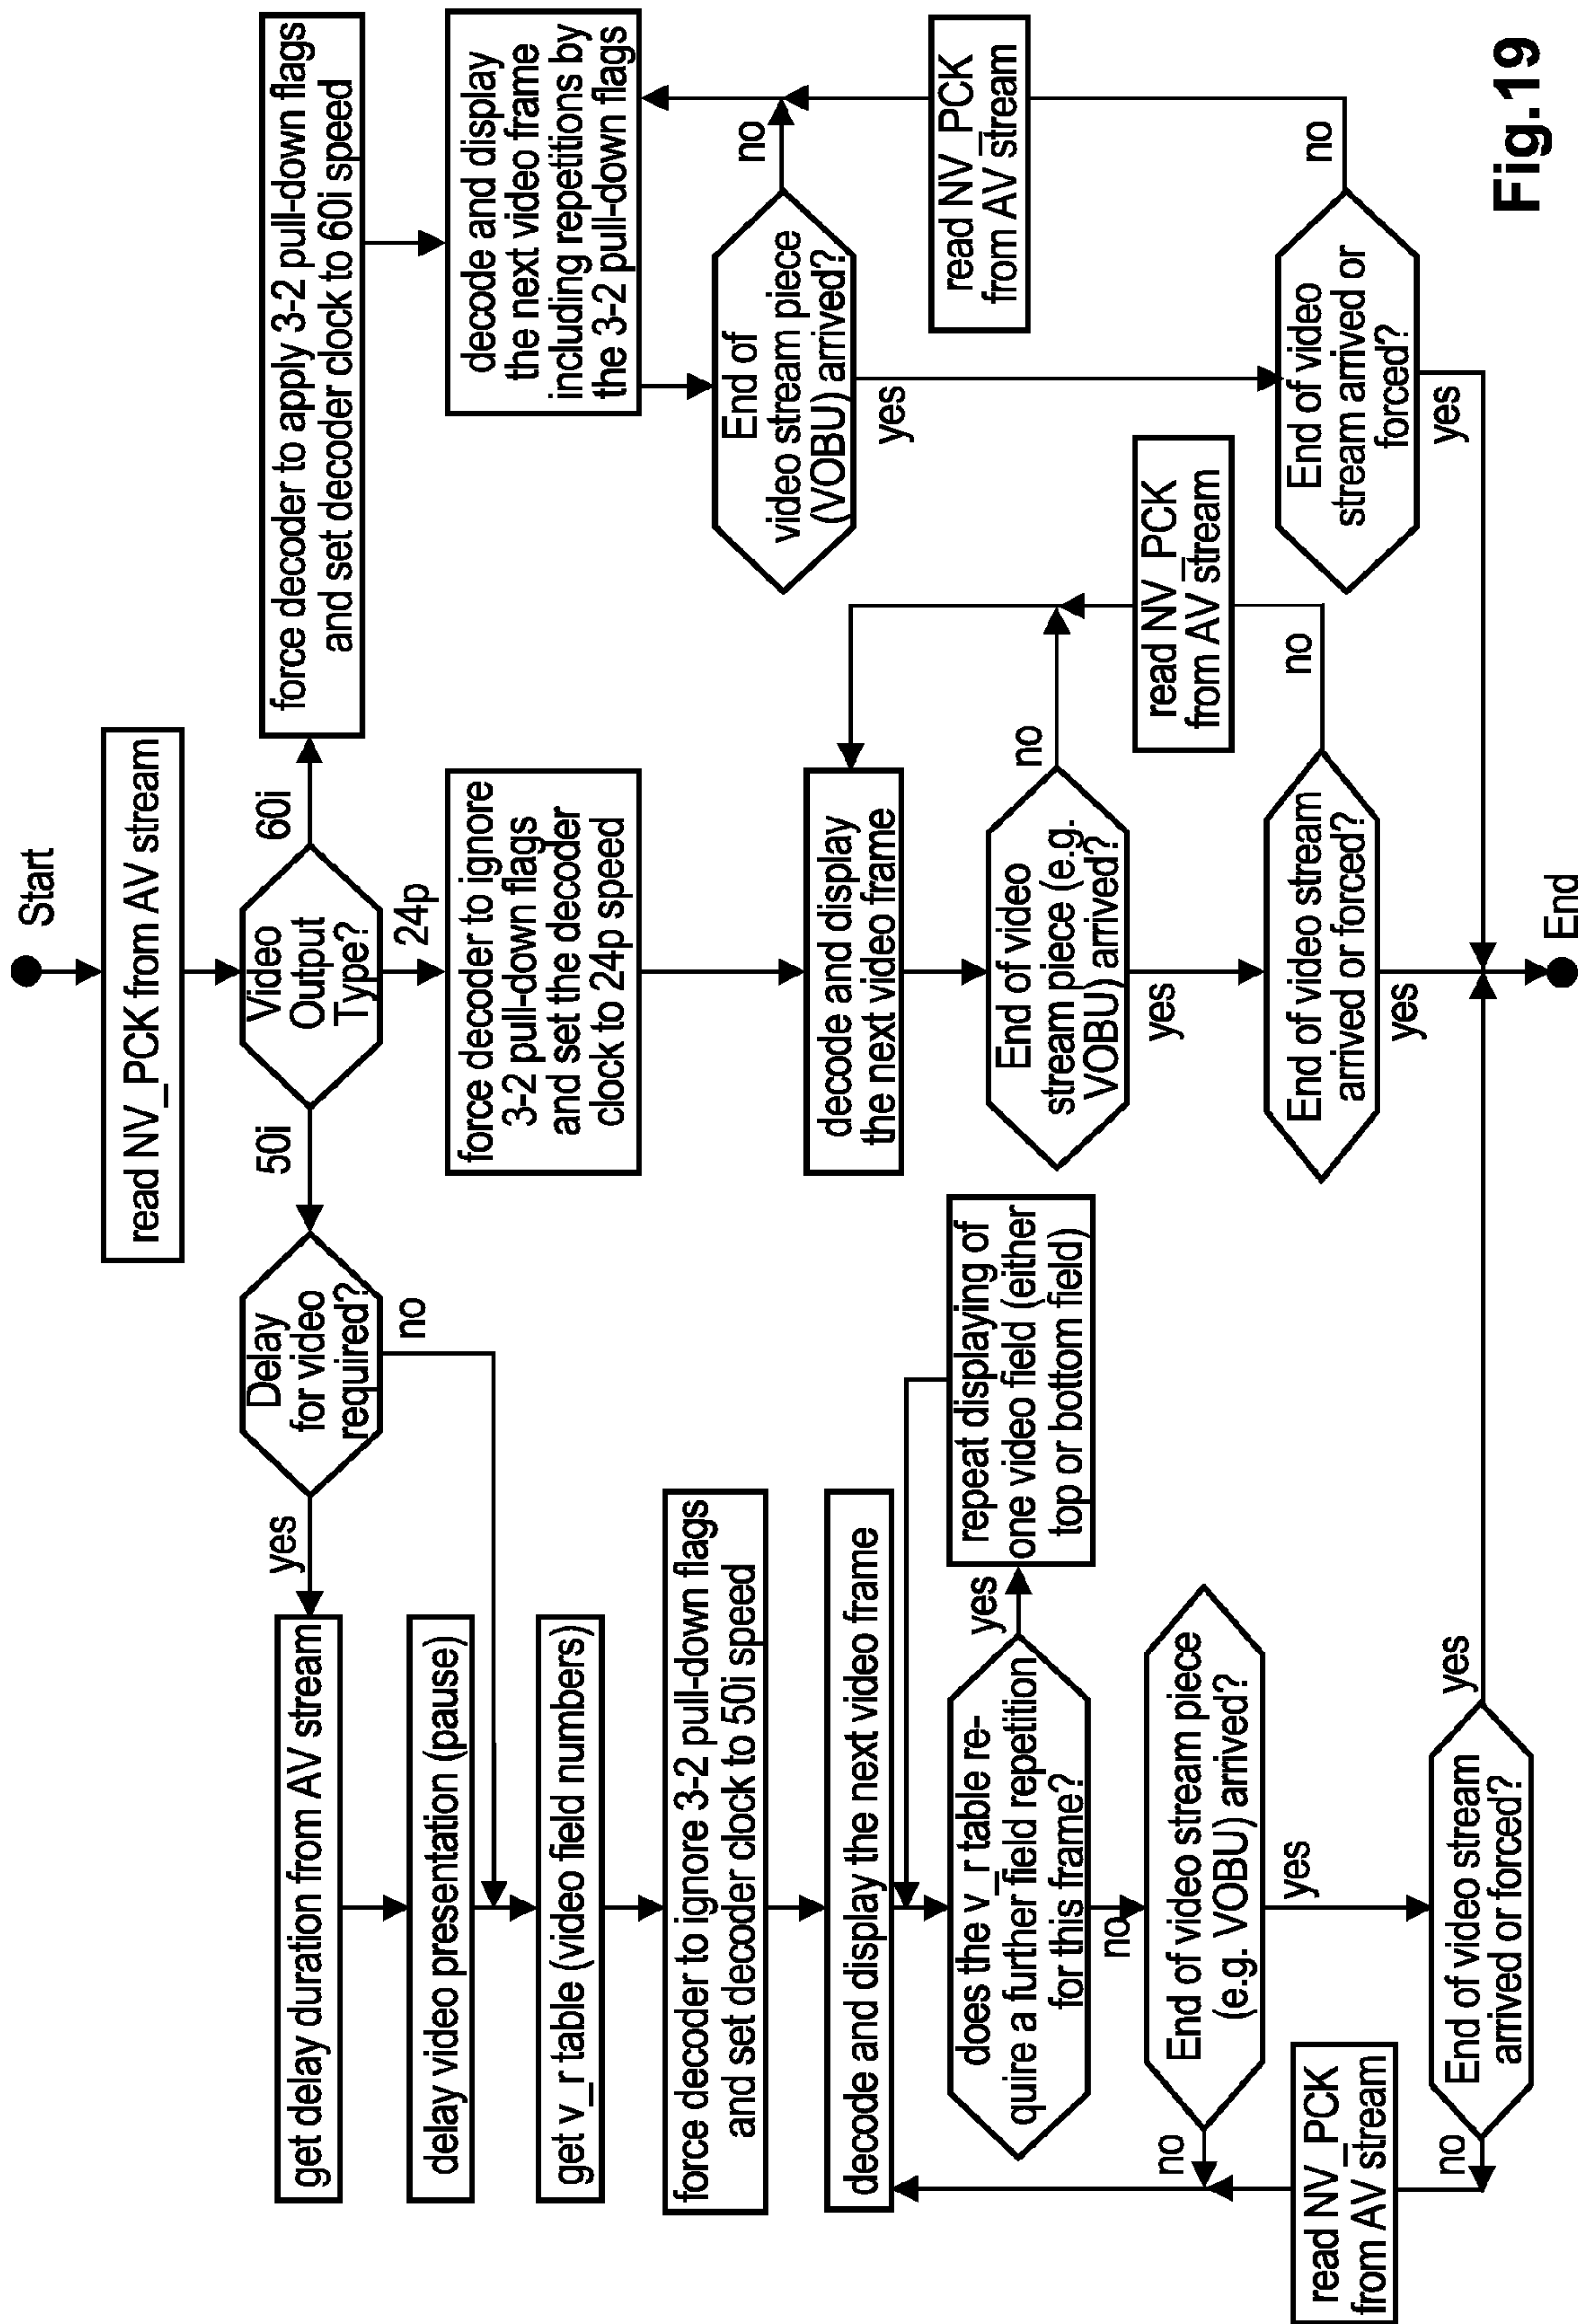 Start
read NV_PCK from AV stream
Video
Output
Type?
50i
60i
24p
Delay
for video
required?
yes
no
get delay duration from AV stream
delay video presentation (pause)
get v_r table (video field numbers)
force decoder to ignore 3-2 pull-down flags
and set decoder clock to 50i speed
decode and display the next video frame
does the v_r table re-
quire a further field repetition
for this frame?
yes
no
repeat displaying of
one video field (either
top or bottom field)
End of video stream piece
(e.g. VOBU) arrived?
no
yes
read NV_PCK
from AV stream
End of video stream
arrived or forced?
no
yes
force decoder to ignore
3-2 pull-down flags
and set the decoder
clock to 24p speed
decode and display
the next video frame
End of video
stream piece (e.g.
VOBU) arrived?
no
yes
read NV_PCK
from AV stream
End of video stream
arrived or forced?
no
yes
force decoder to apply 3-2 pull-down flags
and set decoder clock to 60i speed
decode and display
the next video frame
including repetitions by
the 3-2 pull-down flags
End of
video stream piece
(VOBU) arrived?
no
yes
read NV_PCK
from AV stream
End of video
stream arrived or
forced?
no
yes
End
Fig.19